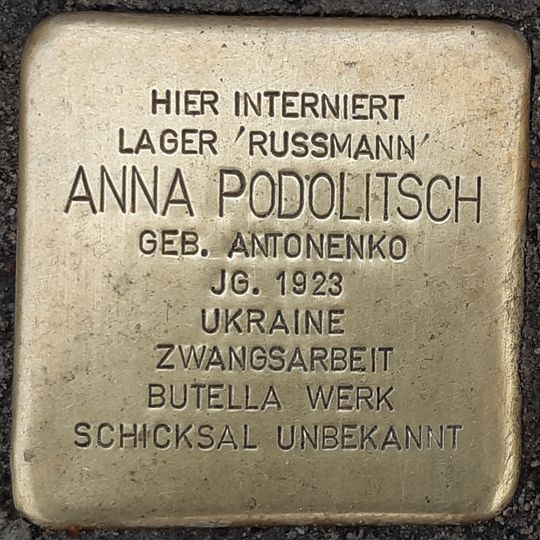 HIER INTERNIERT
LAGER 'RUSSMANN'
ANNA PODOLITSCH
GEB. ANTONENKO
JG. 1923
UKRAINE
ZWANGSARBEIT
BUTELLA WERK
SCHICKSAL UNBEKANNT